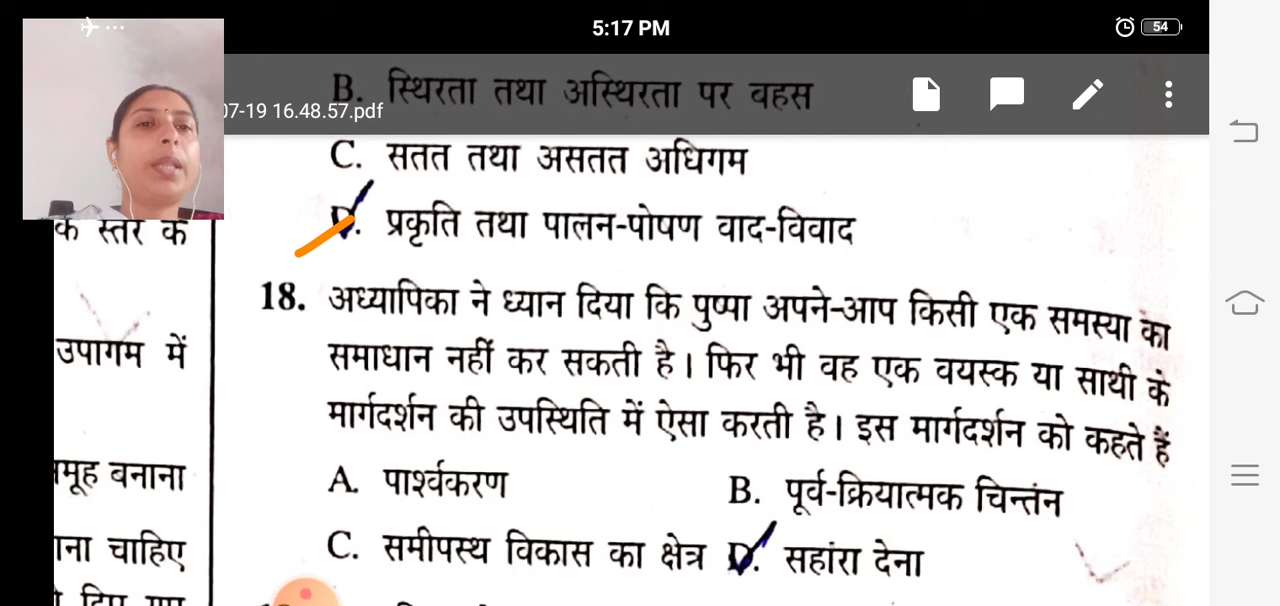 5:17 PM
54
07-19 16.48.57.pdf
B. स्थिरता तथा अस्थिरता पर वहस
C. सतत तथा असतत अधिगम
D. प्रकृति तथा पालन-पोषण वाद-विवाद
के स्तर के
18. अध्यापिका ने ध्यान दिया कि पुष्पा अपने-आप किसी एक समस्या का
समाधान नहीं कर सकती है। फिर भी वह एक वयस्क या साथी के
मार्गदर्शन की उपस्थिति में ऐसा करती है। इस मार्गदर्शन को कहते हैं
उपागम में
A. पार्श्वकरण
B. पूर्व-क्रियात्मक चिन्तंन
मूह बनाना
C. समीपस्थ विकास का क्षेत्र
D. सहांरा देना
ाना चाहिए